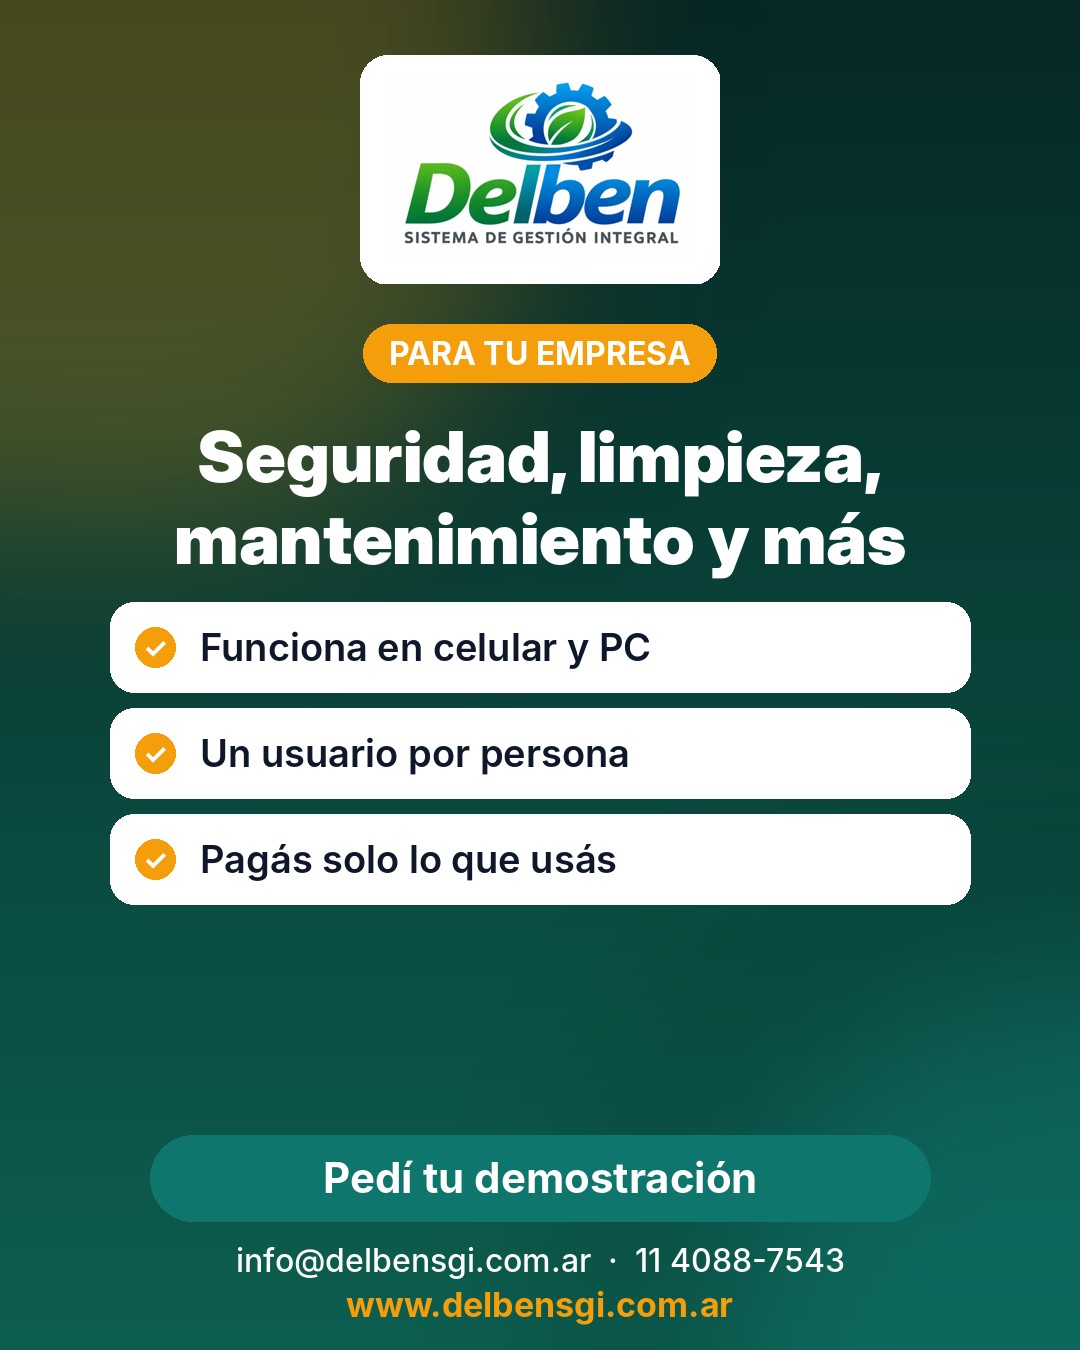 Delben
SISTEMA DE GESTIÓN INTEGRAL
PARA TU EMPRESA
Seguridad, limpieza,
mantenimiento y más
Funciona en celular y PC
Un usuario por persona
Pagás solo lo que usás
Pedí tu demostración
info@delbensgi.com.ar · 11 4088-7543
www.delbensgi.com.ar